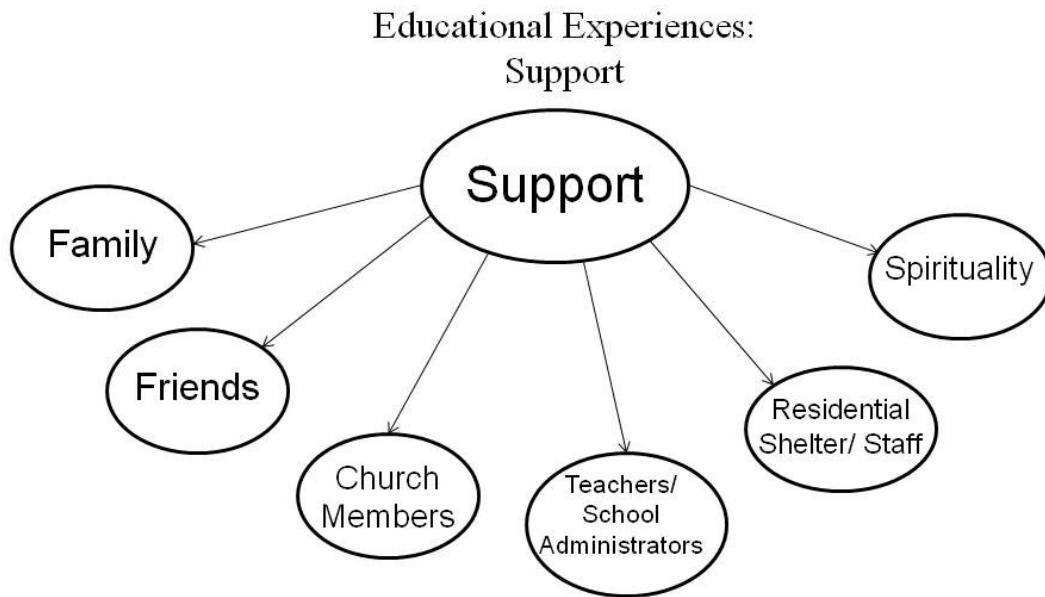 Educational Experiences:
Support
Support
Family
Friends
Church
Members
Teachers/
School
Administrators
Residential
Shelter/ Staff
Spirituality